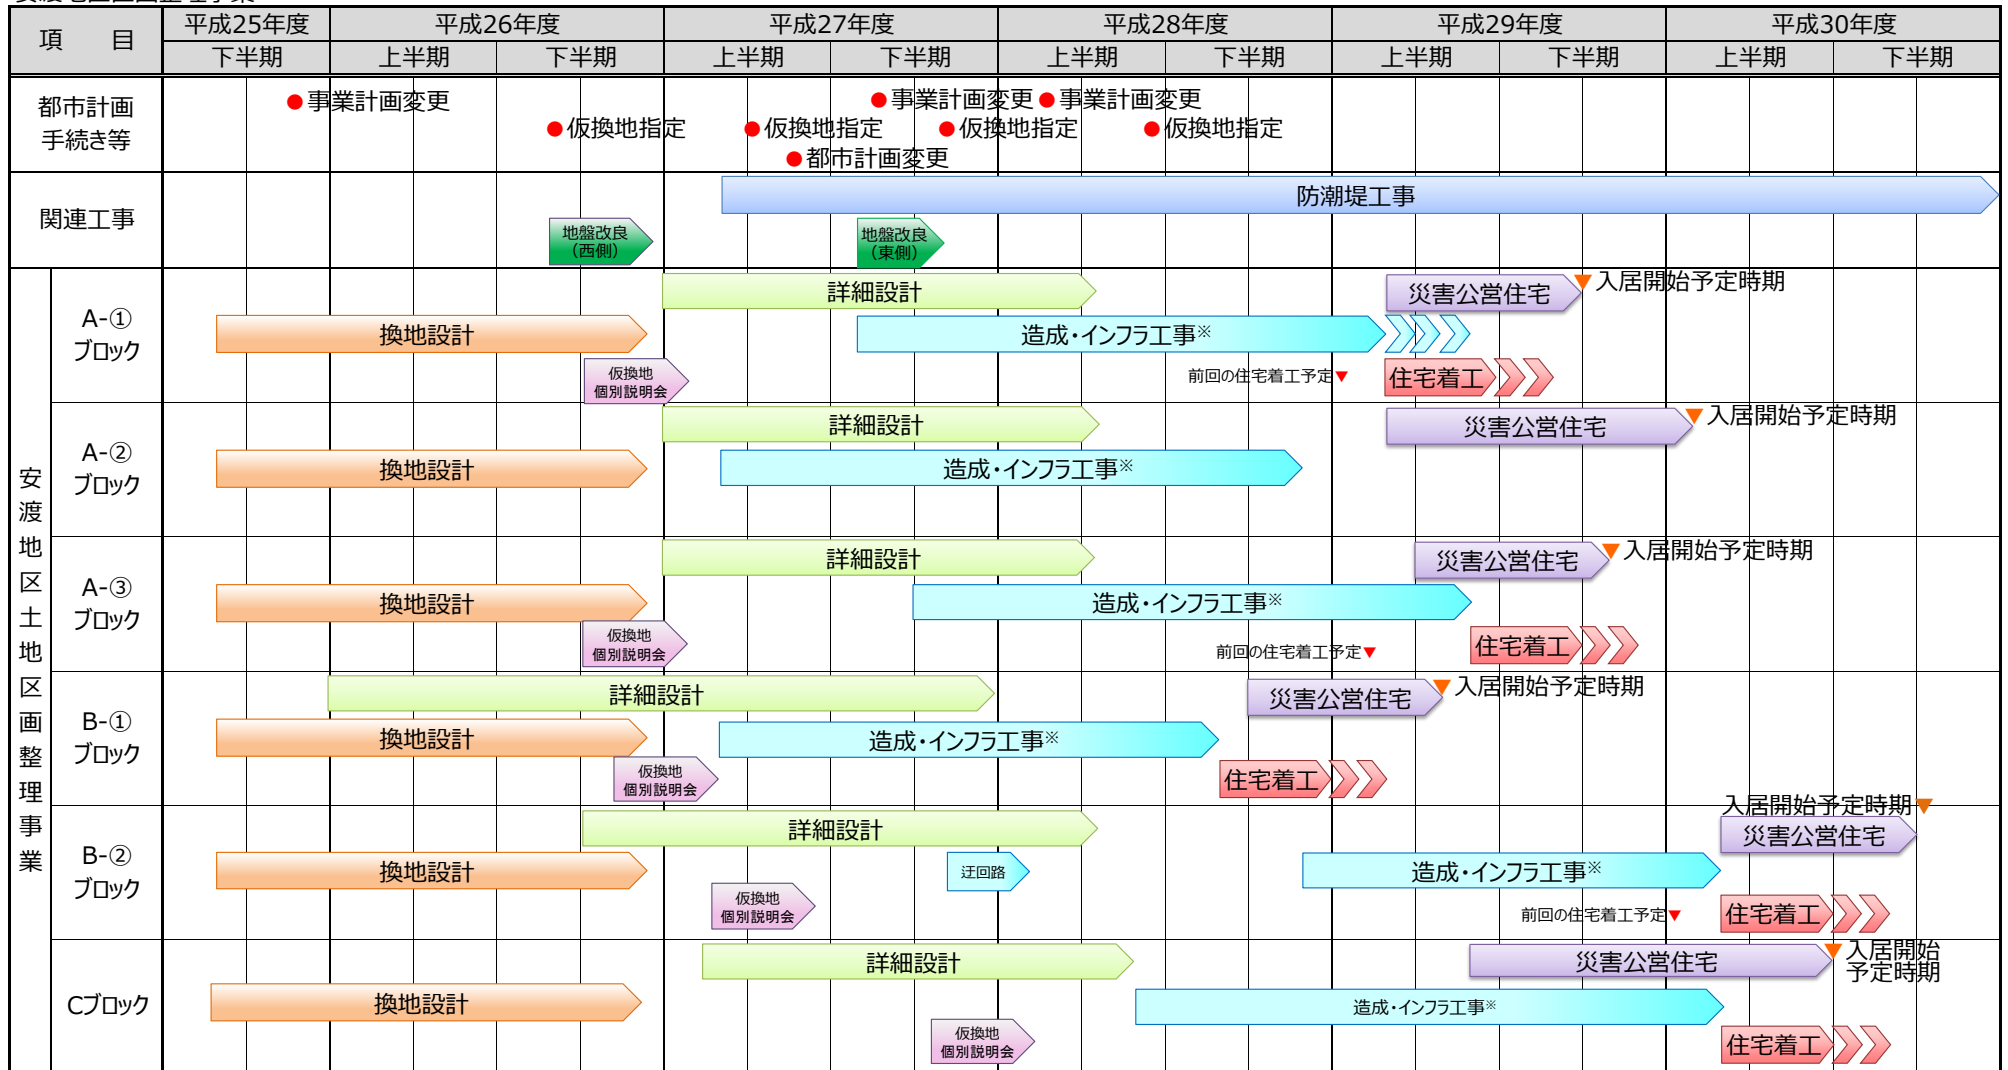 項　目
平成25年度 平成26年度 平成27年度 平成28年度 平成29年度 平成30年度
下半期 上半期 下半期 上半期 下半期 上半期 下半期 上半期 下半期 上半期 下半期
都市計画
手続き等
●事業計画変更 ●事業計画変更 ●事業計画変更
●仮換地指定 ●仮換地指定 ●仮換地指定 ●仮換地指定
●都市計画変更
関連工事
防潮堤工事
地盤改良
（西側）
地盤改良
（東側）
安渡地区土地区画整理事業
A-①
ブロック
詳細設計
災害公営住宅
▼入居開始予定時期
換地設計
造成・インフラ工事※
仮換地
個別説明会
前回の住宅着工予定▼
住宅着工
A-②
ブロック
詳細設計
災害公営住宅
▼入居開始予定時期
換地設計
造成・インフラ工事※
A-③
ブロック
詳細設計
災害公営住宅
▼入居開始予定時期
換地設計
造成・インフラ工事※
仮換地
個別説明会
前回の住宅着工予定▼
住宅着工
B-①
ブロック
詳細設計
災害公営住宅
▼入居開始予定時期
換地設計
造成・インフラ工事※
仮換地
個別説明会
住宅着工
B-②
ブロック
入居開始予定時期▼
詳細設計
災害公営住宅
換地設計
迂回路
造成・インフラ工事※
仮換地
個別説明会
前回の住宅着工予定▼
住宅着工
Cブロック
詳細設計
災害公営住宅
▼入居開始
予定時期
換地設計
造成・インフラ工事※
仮換地
個別説明会
住宅着工